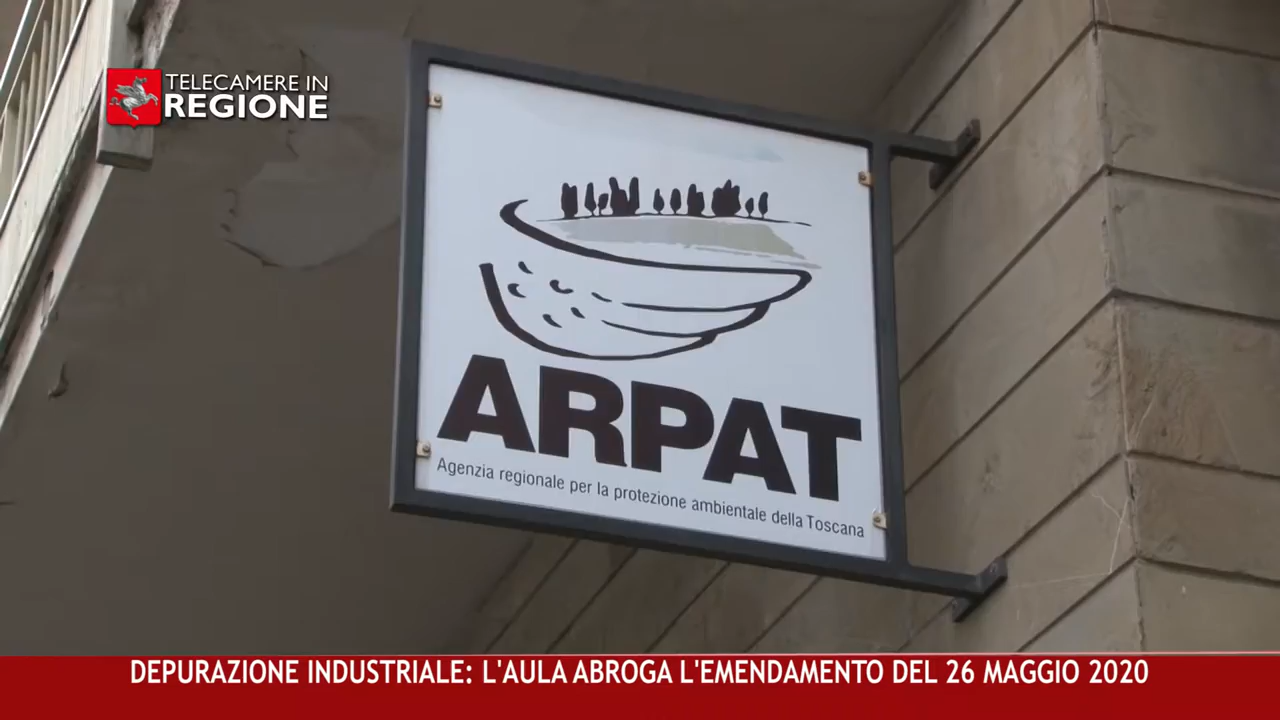 TELECAMERE IN
REGIONE
ARPAT
Agenzia regionale per la protezione ambientale della Toscana
DEPURAZIONE INDUSTRIALE: L'AULA ABROGA L'EMENDAMENTO DEL 26 MAGGIO 2020